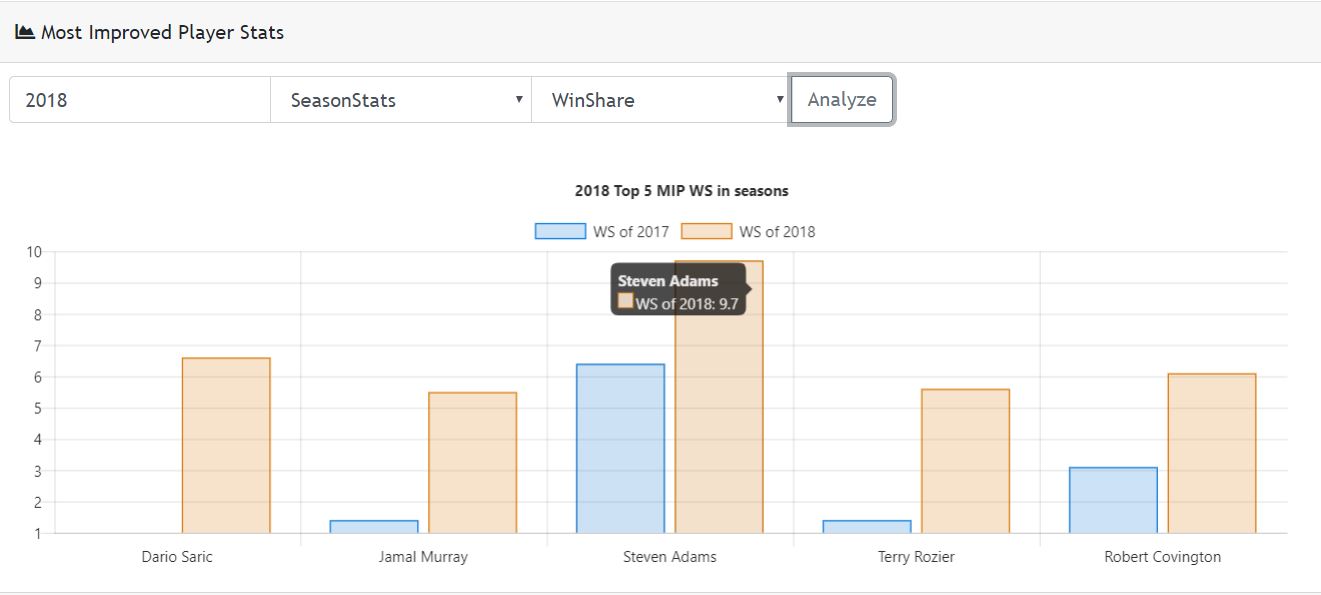 Most Improved Player Stats
2018 SeasonStats WinShare Analyze
2018 Top 5 MIP WS in seasons
WS of 2017 WS of 2018
10
9
8
7
6
5
4
3
2
1
Steven Adams
WS of 2018: 9.7
Dario Saric Jamal Murray Steven Adams Terry Rozier Robert Covington